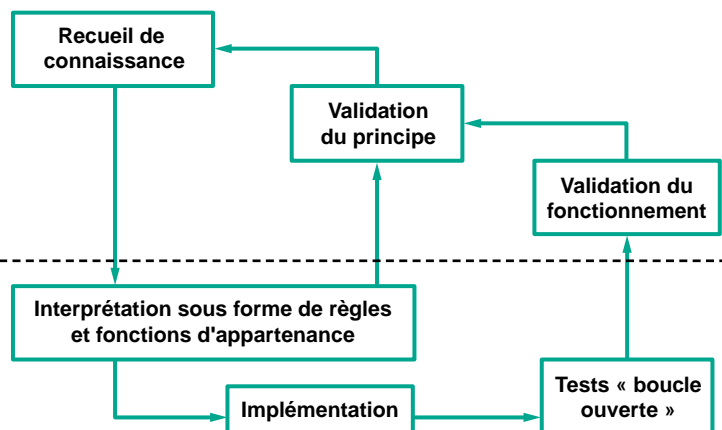 Recueil de
connaissance
Validation
du principe
Validation du
fonctionnement
Interprétation sous forme de règles
et fonctions d'appartenance
Implémentation
Tests « boucle
ouverte »